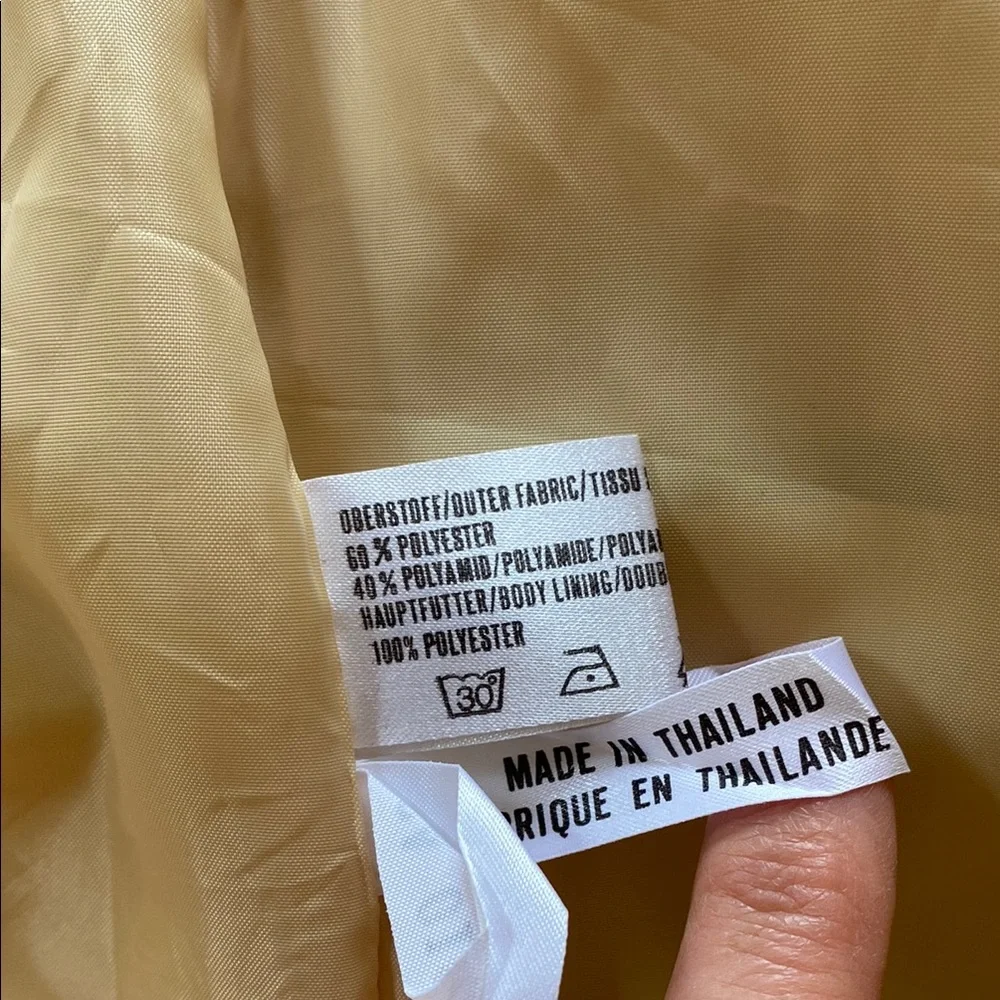 OBERSTOFF/OUTER FABRIC/TISSU
60 % POLYESTER
40 % POLYAMID/POLYAMIDE/POLYA
HAUPTFUTTER/BODY LINING/DOUB
100% POLYESTER
30°
MADE IN THAILAND
RIQUE EN THAILANDE